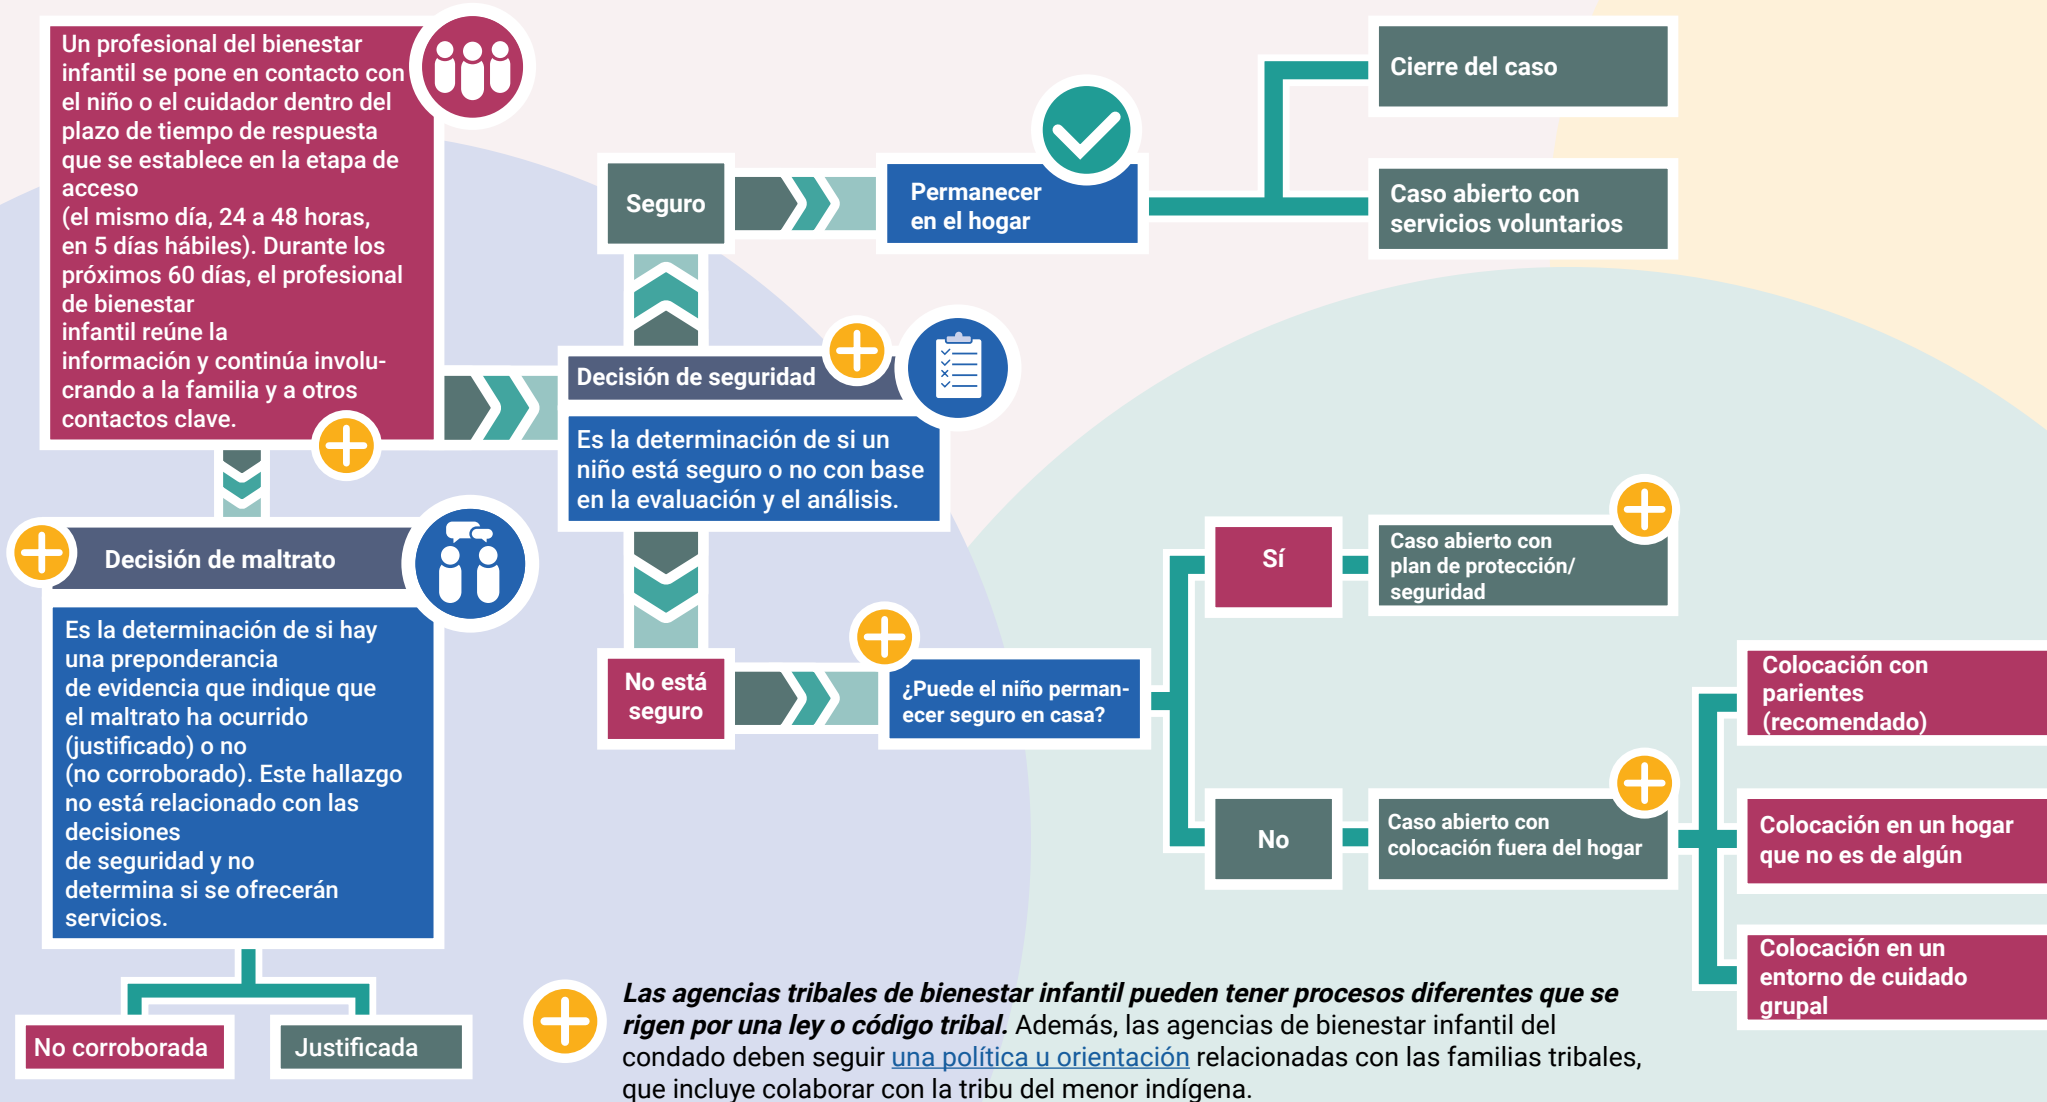 Un profesional del bienestar
infantil se pone en contacto con
el niño o el cuidador dentro del
plazo de tiempo de respuesta
que se establece en la etapa de
acceso
(el mismo día, 24 a 48 horas,
en 5 días hábiles). Durante los
próximos 60 días, el profesional
de bienestar
infantil reúne la
información y continúa involu-
crando a la familia y a otros
contactos clave.
Decisión de maltrato
Es la determinación de si hay
una preponderancia
de evidencia que indique que
el maltrato ha ocurrido
(justificado) o no
(no corroborado). Este hallazgo
no está relacionado con las
decisiones
de seguridad y no
determina si se ofrecerán
servicios.
No corroborada
Justificada
Decisión de seguridad
Es la determinación de si un
niño está seguro o no con base
en la evaluación y el análisis.
Seguro
Permanecer
en el hogar
Cierre del caso
Caso abierto con
servicios voluntarios
No está
seguro
¿Puede el niño perman-
ecer seguro en casa?
Sí
Caso abierto con
plan de protección/
seguridad
No
Caso abierto con
colocación fuera del hogar
Colocación con
parientes
(recomendado)
Colocación en un hogar
que no es de algún
Colocación en un
entorno de cuidado
grupal
Las agencias tribales de bienestar infantil pueden tener procesos diferentes que se
rigen por una ley o código tribal. Además, las agencias de bienestar infantil del
condado deben seguir una política u orientación relacionadas con las familias tribales,
que incluye colaborar con la tribu del menor indígena.